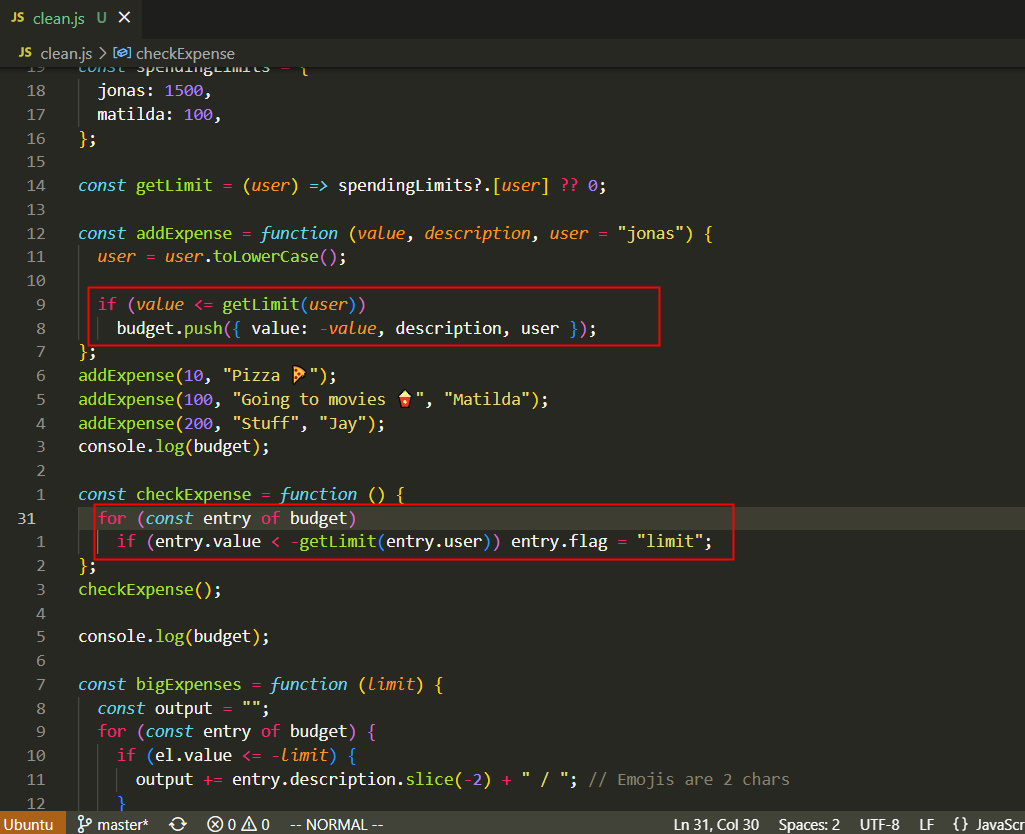 JS clean.js U ✕
JS clean.js > checkExpense
19 const spendingLimits = {
18 jonas: 1500,
17 matilda: 100,
16 };
15
14 const getLimit = (user) => spendingLimits?.[user] ?? 0;
13
12 const addExpense = function (value, description, user = "jonas") {
11 user = user.toLowerCase();
10
9 if (value <= getLimit(user))
8 budget.push({ value: -value, description, user });
7 };
6 addExpense(10, "Pizza 🍕");
5 addExpense(100, "Going to movies 🍿", "Matilda");
4 addExpense(200, "Stuff", "Jay");
3 console.log(budget);
2
1 const checkExpense = function () {
31 for (const entry of budget)
1 if (entry.value < -getLimit(entry.user)) entry.flag = "limit";
2 };
3 checkExpense();
4
5 console.log(budget);
6
7 const bigExpenses = function (limit) {
8 const output = "";
9 for (const entry of budget) {
10 if (el.value <= -limit) {
11 output += entry.description.slice(-2) + " / "; // Emojis are 2 chars
12 }
Ubuntu master* 0 0 -- NORMAL -- Ln 31, Col 30 Spaces: 2 UTF-8 LF {} JavaScr